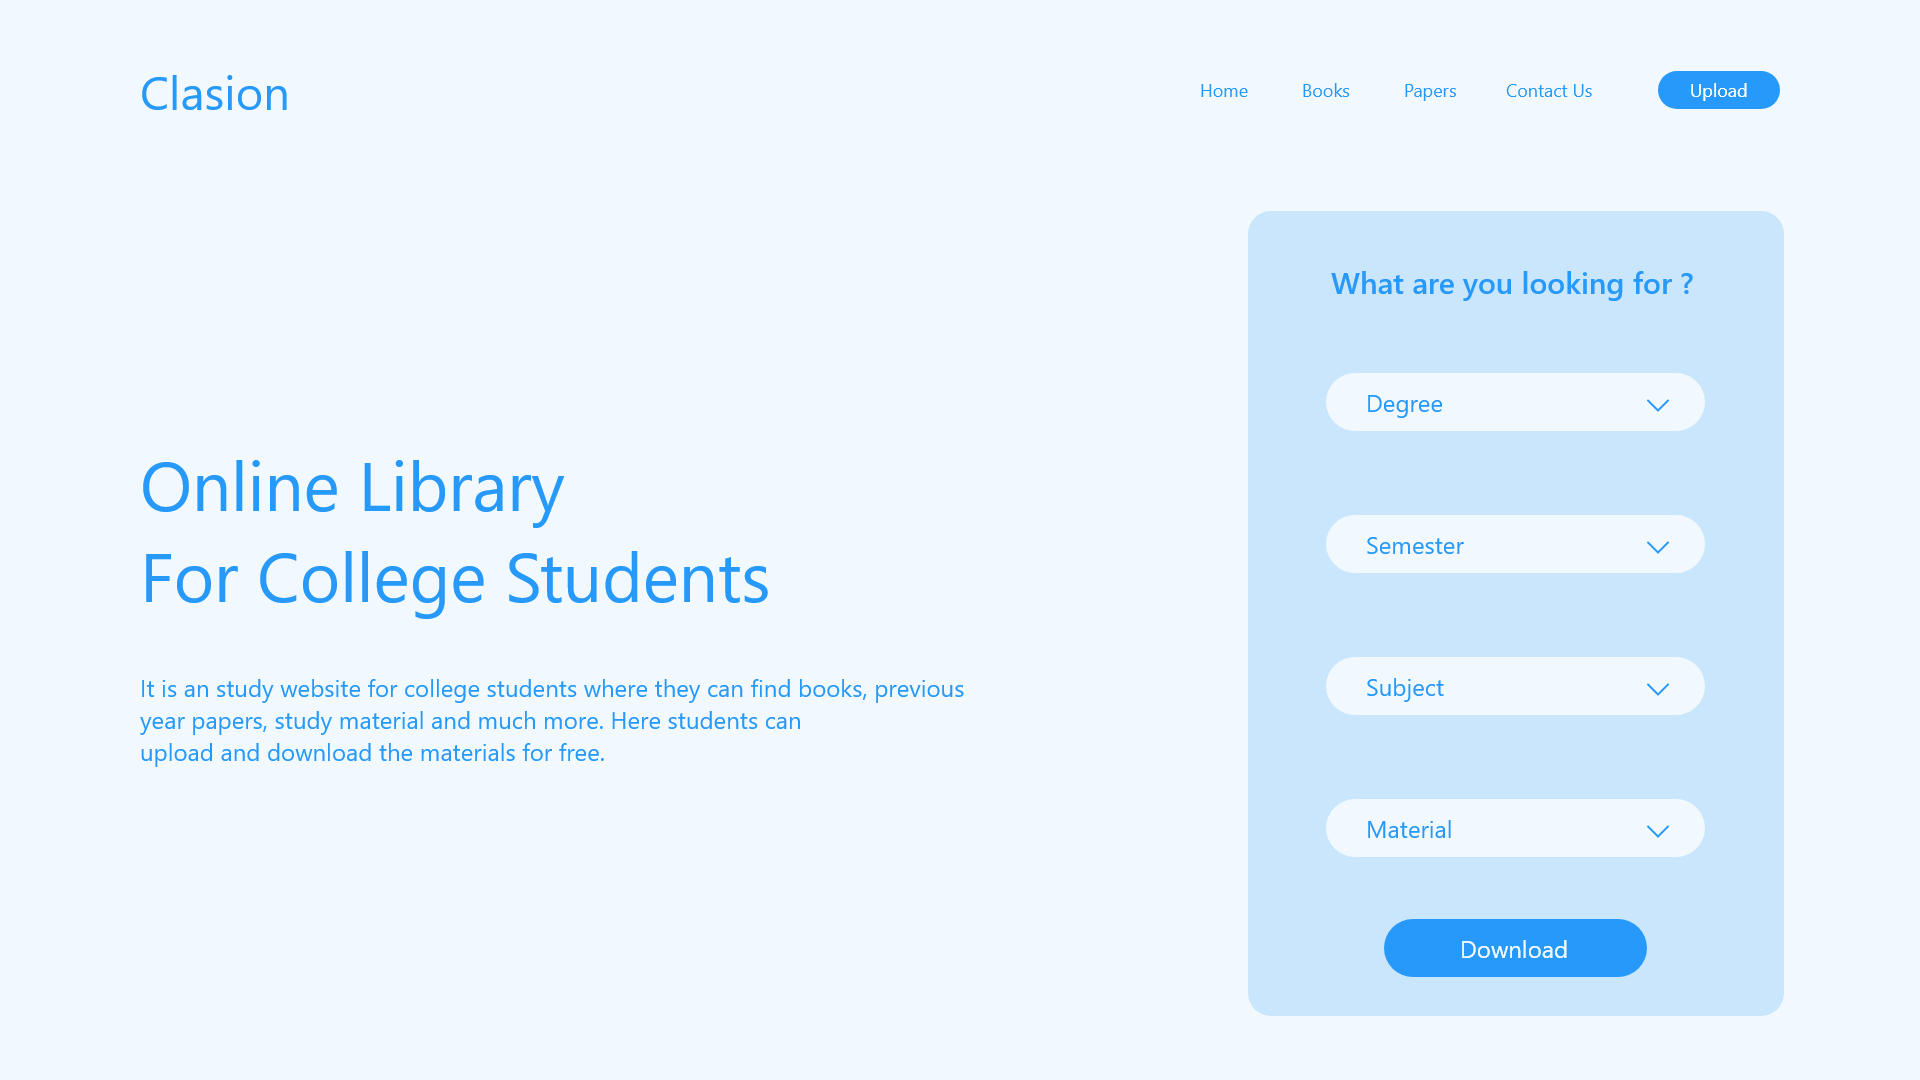 Clasion
Home
Books
Papers
Contact Us
Upload
Online Library
For College Students
It is an study website for college students where they can find books, previous
year papers, study material and much more. Here students can
upload and download the materials for free.
What are you looking for ?
Degree
Semester
Subject
Material
Download